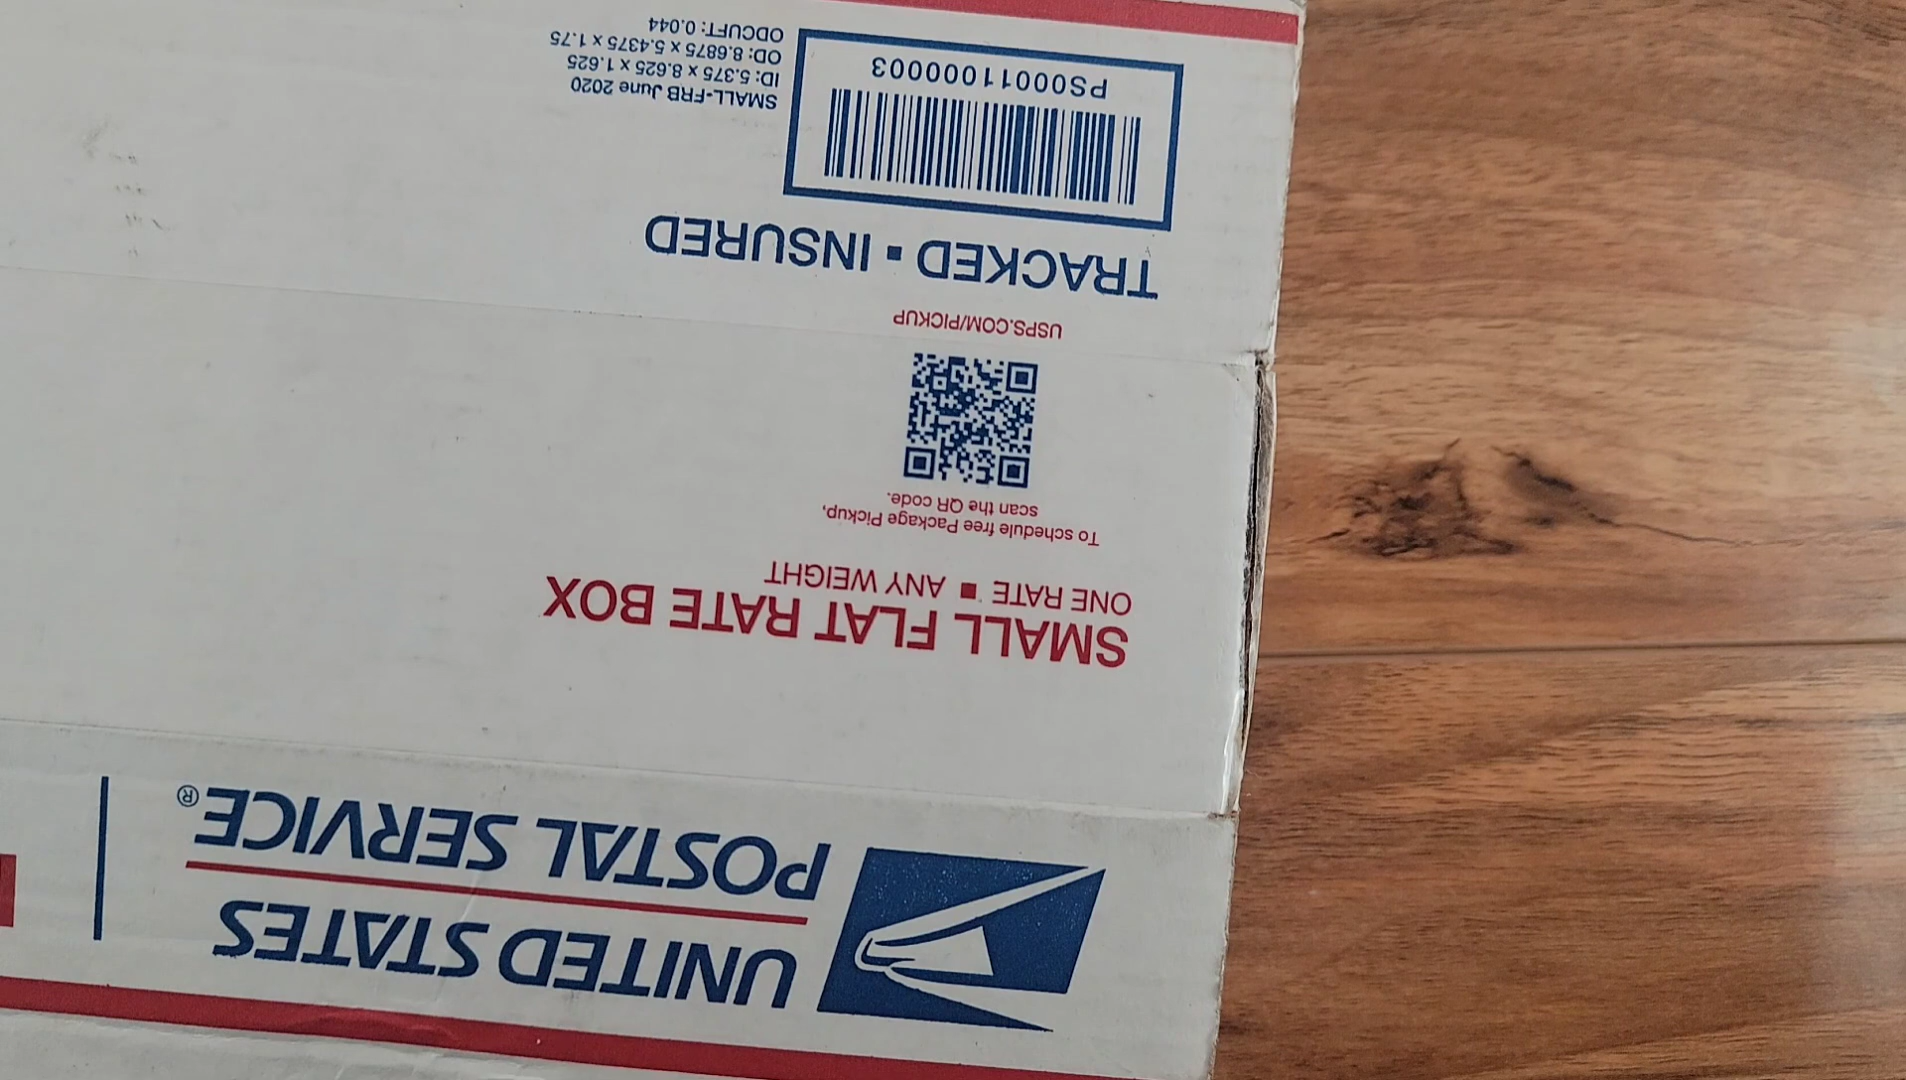 UNITED STATES
POSTAL SERVICE®
SMALL FLAT RATE BOX
ONE RATE ▪ ANY WEIGHT
To schedule free Package Pickup,
scan the QR code.
USPS.COM/PICKUP
TRACKED ▪ INSURED
PS00011000003
SMALL-FRB June 2020
ID: 5.375 x 8.625 x 1.625
OD: 8.6875 x 5.4375 x 1.75
ODCUFT: 0.044